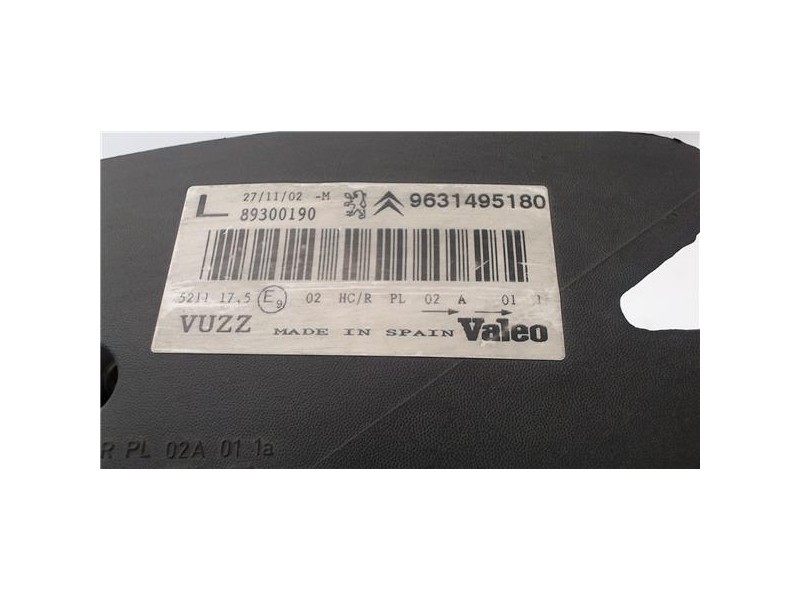 L 27/11/02 -M 9631495180
89300190
5211 17.5 E9 02 HC/R PL 02 A 01
VUZZ MADE IN SPAIN Valeo
R PL 02A 01 1a